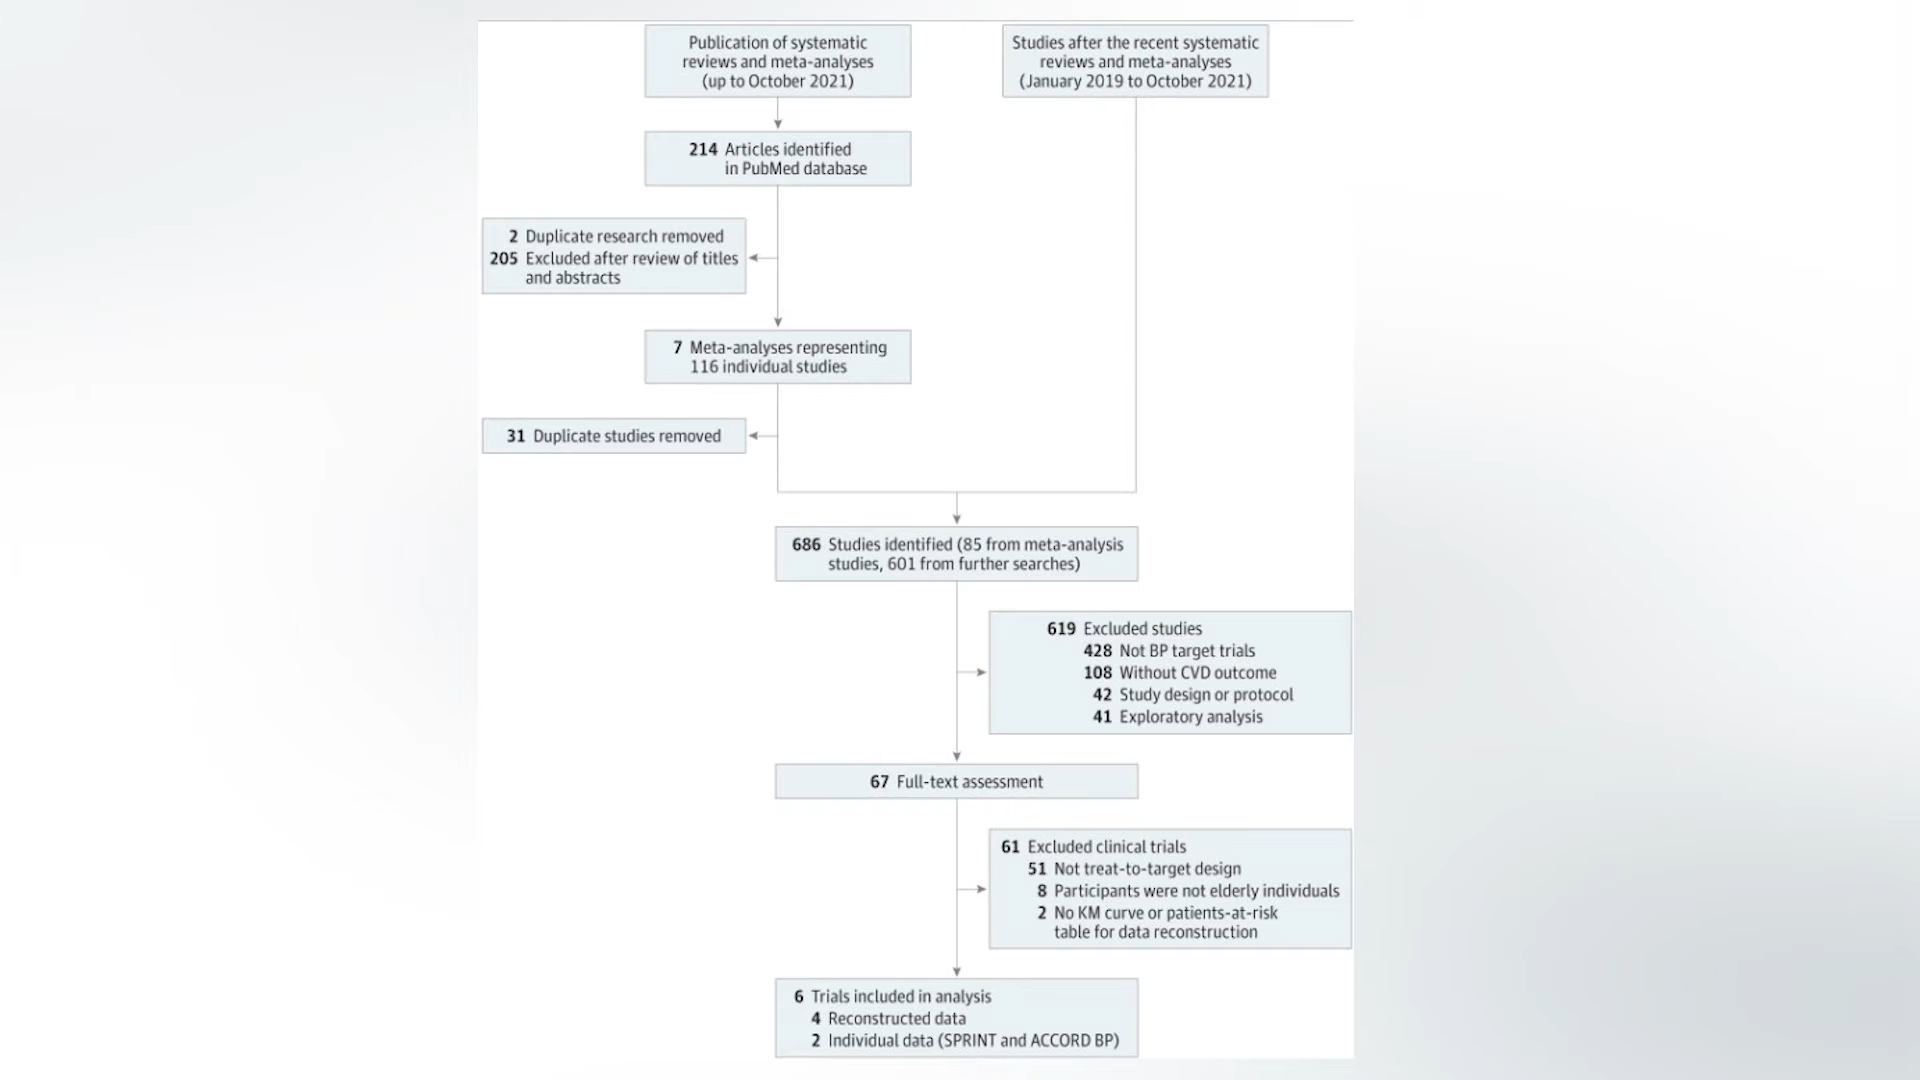 Publication of systematic
reviews and meta-analyses
(up to October 2021)
Studies after the recent systematic
reviews and meta-analyses
(January 2019 to October 2021)
214 Articles identified
in PubMed database
2 Duplicate research removed
205 Excluded after review of titles
and abstracts
7 Meta-analyses representing
116 individual studies
31 Duplicate studies removed
686 Studies identified (85 from meta-analysis
studies, 601 from further searches)
619 Excluded studies
428 Not BP target trials
108 Without CVD outcome
42 Study design or protocol
41 Exploratory analysis
67 Full-text assessment
61 Excluded clinical trials
51 Not treat-to-target design
8 Participants were not elderly individuals
2 No KM curve or patients-at-risk
table for data reconstruction
6 Trials included in analysis
4 Reconstructed data
2 Individual data (SPRINT and ACCORD BP)